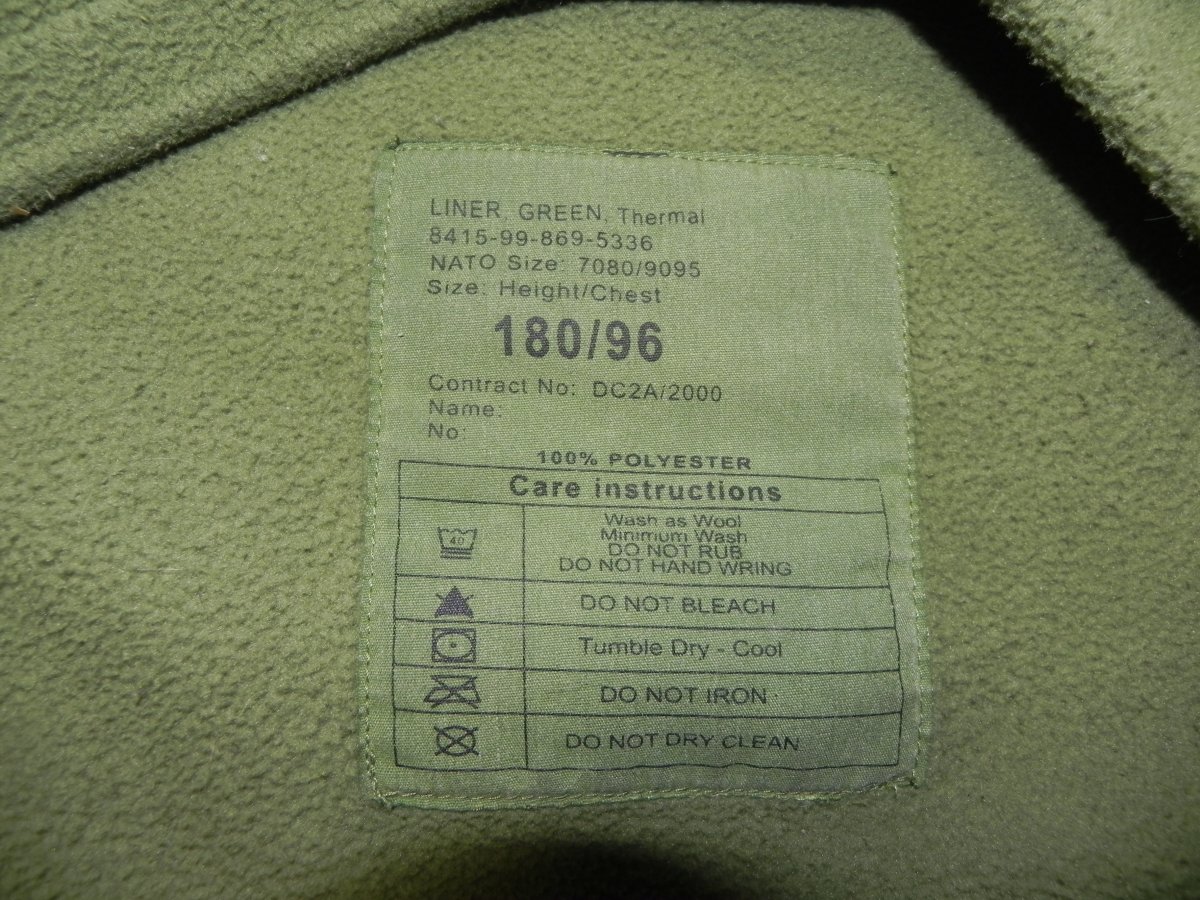 LINER, GREEN, Thermal
8415-99-869-5336
NATO Size: 7080/9095
Size: Height/Chest
180/96
Contract No: DC2A/2000
Name:
No:
100% POLYESTER
Care instructions
40
Wash as Wool
Minimum Wash
DO NOT RUB
DO NOT HAND WRING
DO NOT BLEACH
Tumble Dry - Cool
DO NOT IRON
DO NOT DRY CLEAN